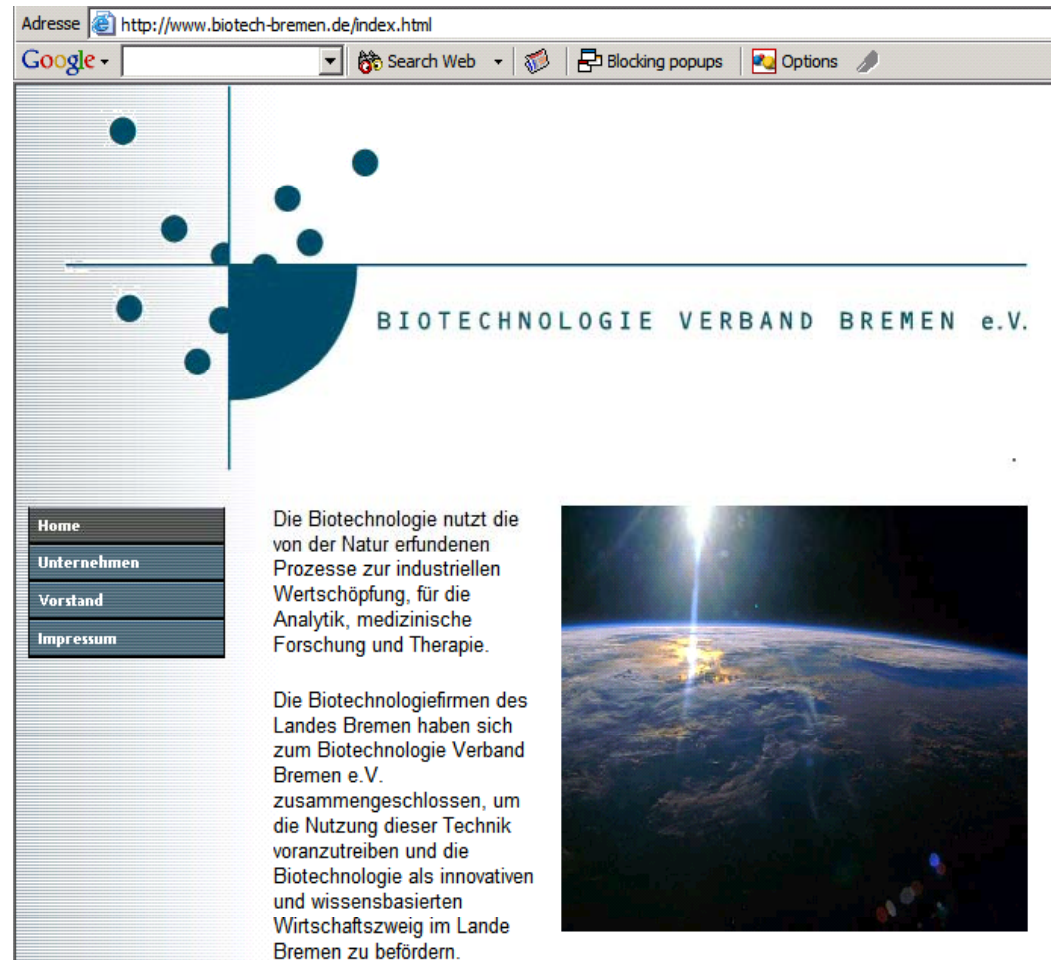 Adresse http://www.biotech-bremen.de/index.html
Google Search Web Blocking popups Options
BIOTECHNOLOGIE VERBAND BREMEN e.V.
.
Home
Unternehmen
Vorstand
Impressum
Die Biotechnologie nutzt die
von der Natur erfundenen
Prozesse zur industriellen
Wertschöpfung, für die
Analytik, medizinische
Forschung und Therapie.
Die Biotechnologiefirmen des
Landes Bremen haben sich
zum Biotechnologie Verband
Bremen e.V.
zusammengeschlossen, um
die Nutzung dieser Technik
voranzutreiben und die
Biotechnologie als innovativen
und wissensbasierten
Wirtschaftszweig im Lande
Bremen zu befördern.